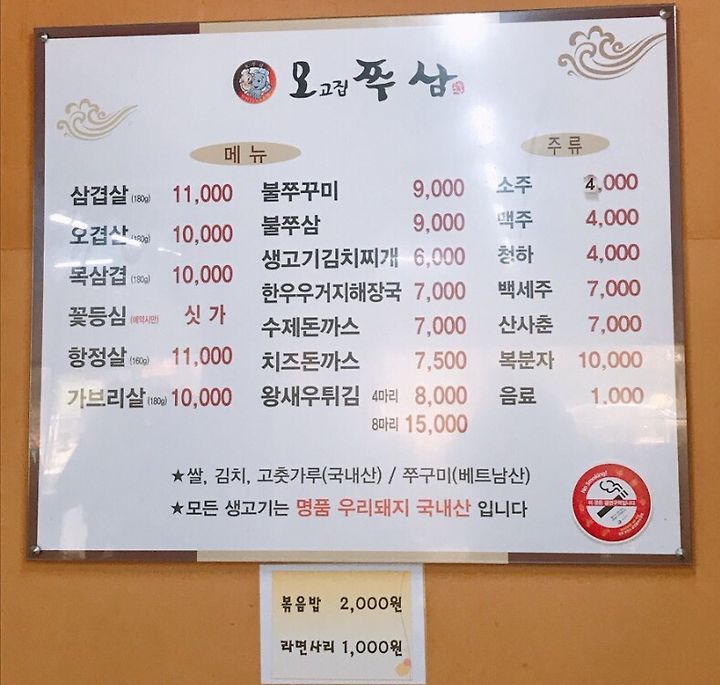 모고집 쭈삼
메뉴
삼겹살 (180g) 11,000
오겹살 (180g) 10,000
목삼겹 (180g) 10,000
꽃등심 (예약시만) 싯가
항정살 (160g) 11,000
가브리살 (180g) 10,000
불쭈꾸미 9,000
불쭈삼 9,000
생고기김치찌개 6,000
한우우거지해장국 7,000
수제돈까스 7,000
치즈돈까스 7,500
왕새우튀김 4마리 8,000
8마리 15,000
주류
소주 4,000
맥주 4,000
청하 4,000
백세주 7,000
산사춘 7,000
복분자 10,000
음료 1,000
★쌀, 김치, 고춧가루(국내산) / 쭈구미(베트남산)
★모든 생고기는 명품 우리돼지 국내산 입니다
No Smoking!
볶음밥 2,000원
라면사리 1,000원